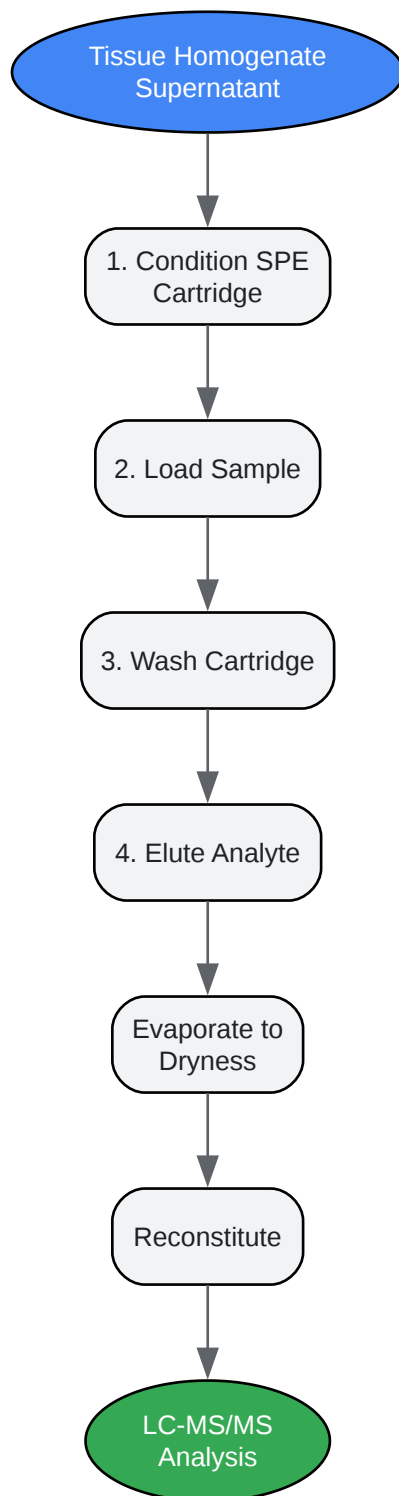 Tissue Homogenate
Supernatant
1. Condition SPE
Cartridge
2. Load Sample
3. Wash Cartridge
4. Elute Analyte
Evaporate to
Dryness
Reconstitute
LC-MS/MS
Analysis